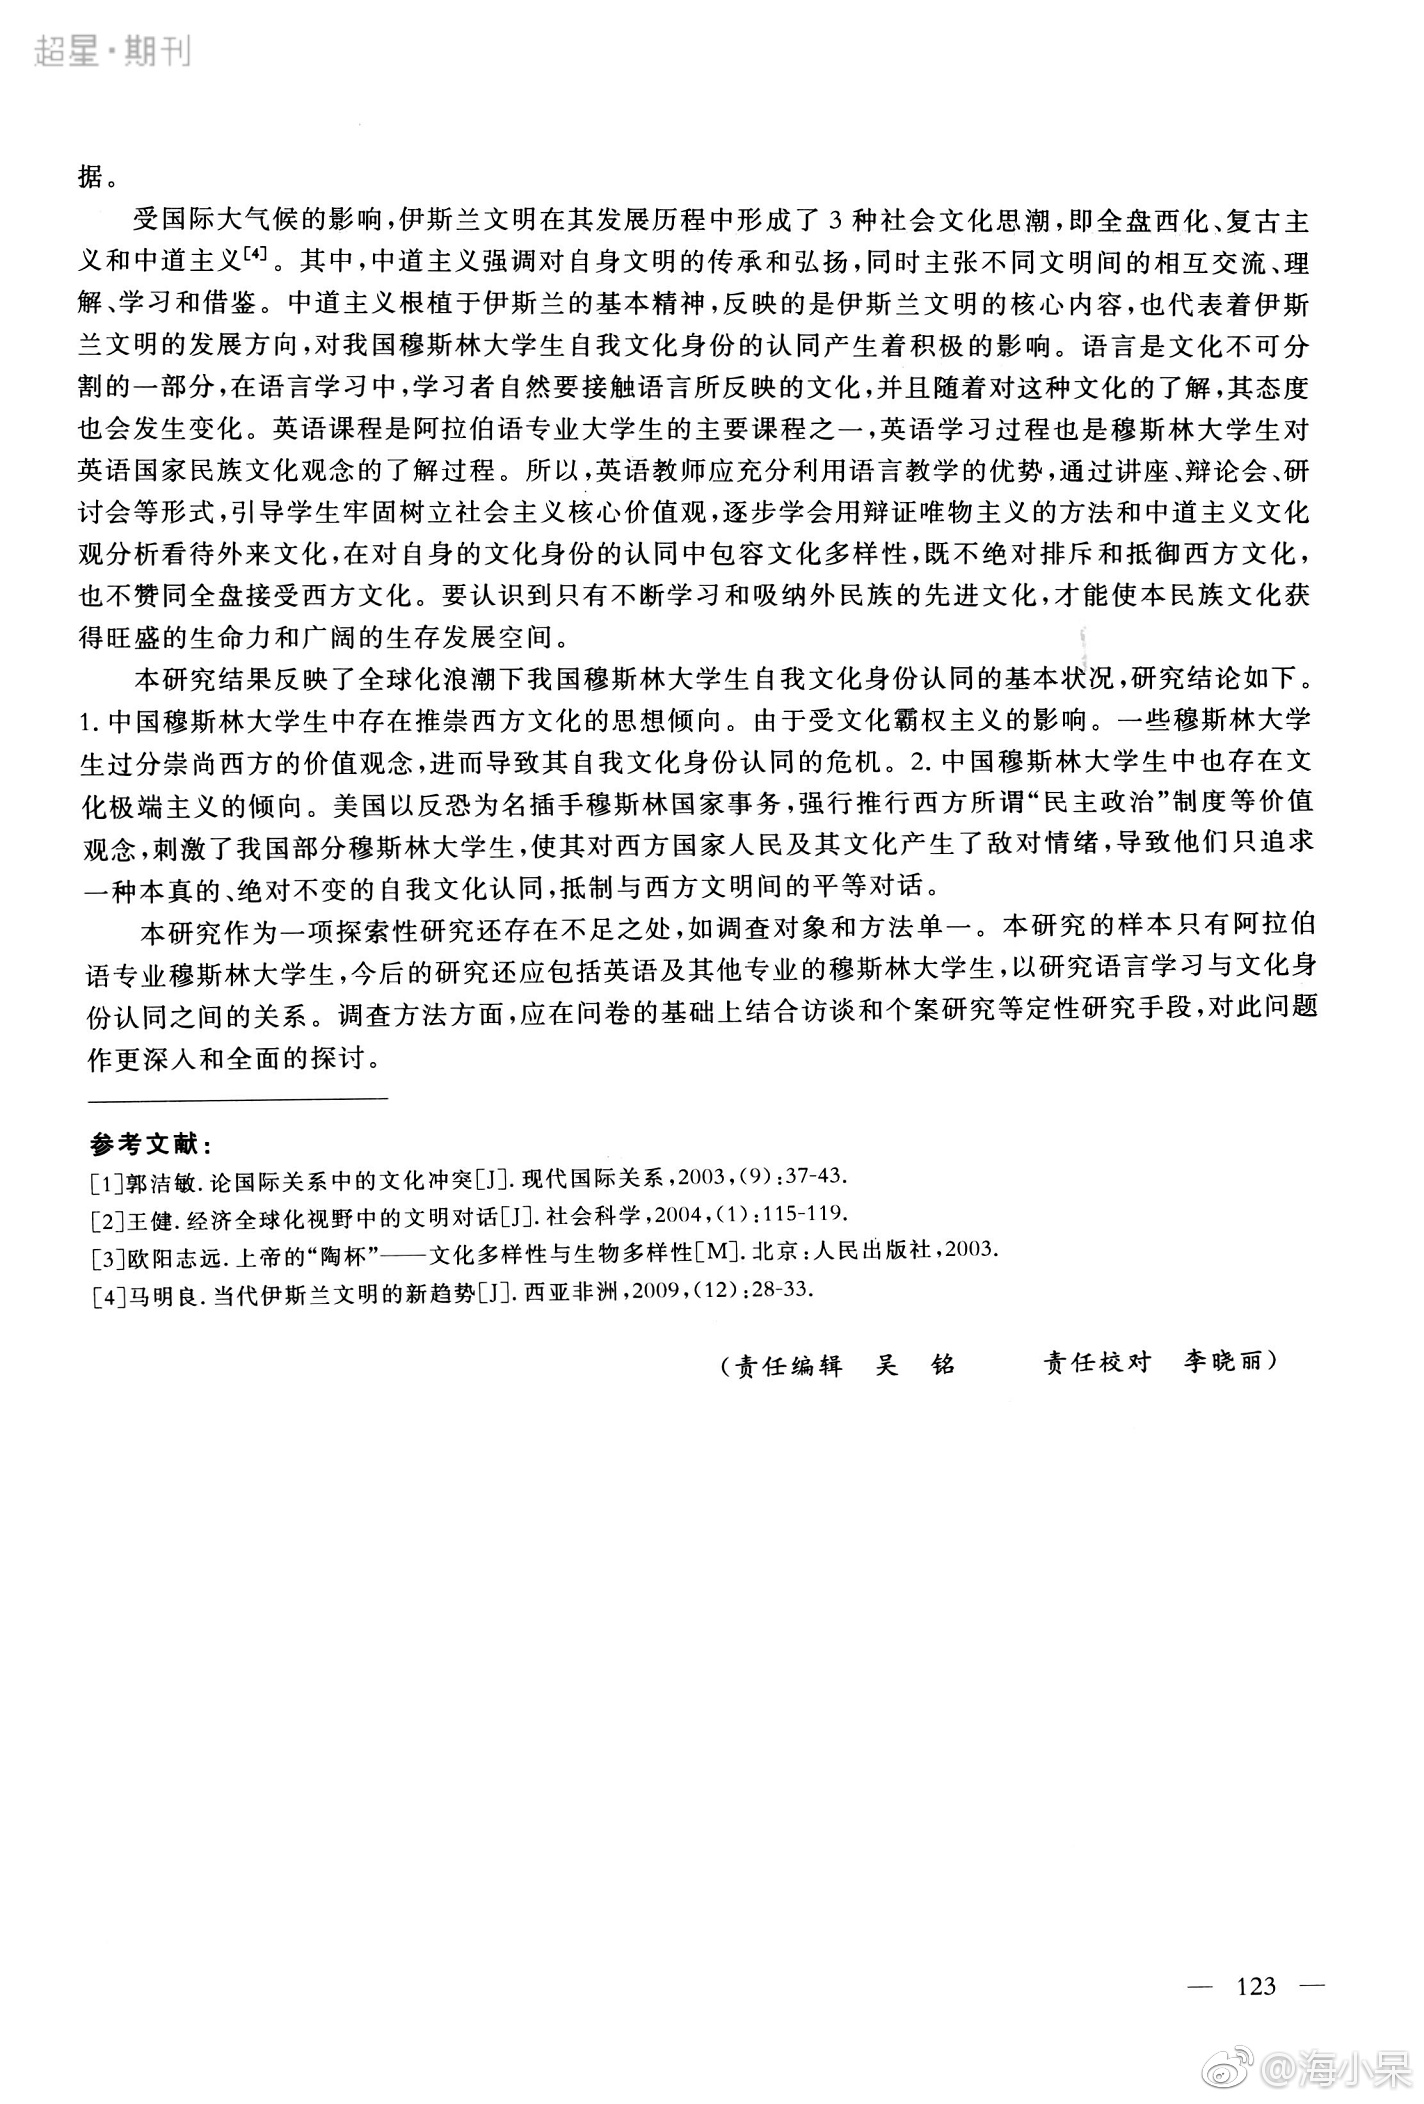 超星·期刊
据。
受国际大气候的影响,伊斯兰文明在其发展历程中形成了3种社会文化思潮,即全盘西化、复古主
义和中道主义[4]。其中,中道主义强调对自身文明的传承和弘扬,同时主张不同文明间的相互交流、理
解、学习和借鉴。中道主义根植于伊斯兰的基本精神,反映的是伊斯兰文明的核心内容,也代表着伊斯
兰文明的发展方向,对我国穆斯林大学生自我文化身份的认同产生着积极的影响。语言是文化不可分
割的一部分,在语言学习中,学习者自然要接触语言所反映的文化,并且随着对这种文化的了解,其态度
也会发生变化。英语课程是阿拉伯语专业大学生的主要课程之一,英语学习过程也是穆斯林大学生对
英语国家民族文化观念的了解过程。所以,英语教师应充分利用语言教学的优势,通过讲座、辩论会、研
讨会等形式,引导学生牢固树立社会主义核心价值观,逐步学会用辩证唯物主义的方法和中道主义文化
观分析看待外来文化,在对自身的文化身份的认同中包容文化多样性,既不绝对排斥和抵御西方文化,
也不赞同全盘接受西方文化。要认识到只有不断学习和吸纳外民族的先进文化,才能使本民族文化获
得旺盛的生命力和广阔的生存发展空间。
本研究结果反映了全球化浪潮下我国穆斯林大学生自我文化身份认同的基本状况,研究结论如下。
1.中国穆斯林大学生中存在推崇西方文化的思想倾向。由于受文化霸权主义的影响。一些穆斯林大学
生过分崇尚西方的价值观念,进而导致其自我文化身份认同的危机。2.中国穆斯林大学生中也存在文
化极端主义的倾向。美国以反恐为名插手穆斯林国家事务,强行推行西方所谓“民主政治”制度等价值
观念,刺激了我国部分穆斯林大学生,使其对西方国家人民及其文化产生了敌对情绪,导致他们只追求
一种本真的、绝对不变的自我文化认同,抵制与西方文明间的平等对话。
本研究作为一项探索性研究还存在不足之处,如调查对象和方法单一。本研究的样本只有阿拉伯
语专业穆斯林大学生,今后的研究还应包括英语及其他专业的穆斯林大学生,以研究语言学习与文化身
份认同之间的关系。调查方法方面,应在问卷的基础上结合访谈和个案研究等定性研究手段,对此问题
作更深入和全面的探讨。
参考文献:
[1]郭洁敏.论国际关系中的文化冲突[J].现代国际关系,2003,(9):37-43.
[2]王健.经济全球化视野中的文明对话[J].社会科学,2004,(1):115-119.
[3]欧阳志远.上帝的“陶杯”——文化多样性与生物多样性[M].北京:人民出版社,2003.
[4]马明良.当代伊斯兰文明的新趋势[J].西亚非洲,2009,(12):28-33.
(责任编辑 吴 铭 责任校对 李晓丽)
— 123 —
@海小呆